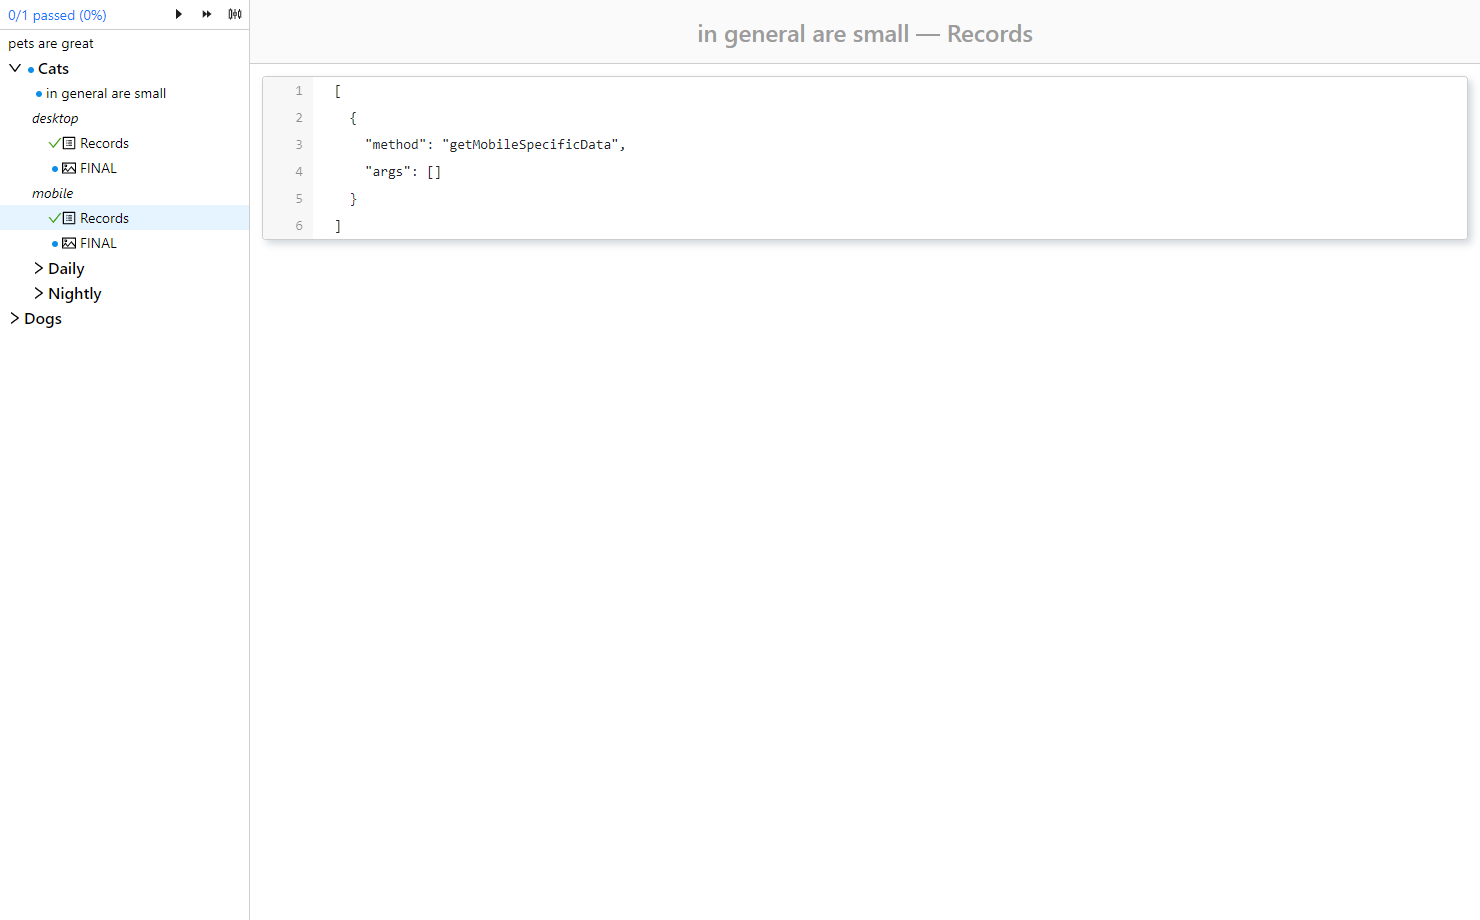 0/1 passed (0%)
pets are great
Cats
in general are small
desktop
Records
FINAL
mobile
Records
FINAL
Daily
Nightly
Dogs
in general are small — Records
1 [
2 {
3 "method": "getMobileSpecificData",
4 "args": []
5 }
6 ]